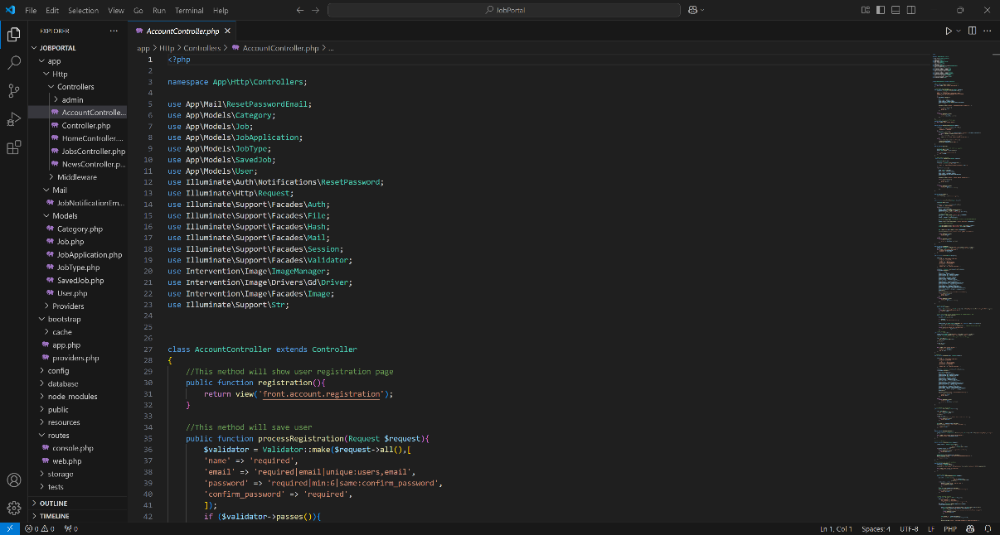 File Edit Selection View Go Run Terminal Help
JobPortal
EXPLORER
JOBPORTAL
app
Http
Controllers
admin
AccountControlle...
Controller.php
HomeController....
JobsController.php
NewsController.p...
Middleware
Mail
JobNotificationEm...
Models
Category.php
Job.php
JobApplication.php
JobType.php
SavedJob.php
User.php
Providers
bootstrap
cache
app.php
providers.php
config
database
node_modules
public
resources
routes
console.php
web.php
storage
tests
OUTLINE
TIMELINE
AccountController.php
app > Http > Controllers > AccountController.php > ...
1 <?php
2
3 namespace App\Http\Controllers;
4
5 use App\Mail\ResetPasswordEmail;
6 use App\Models\Category;
7 use App\Models\Job;
8 use App\Models\JobApplication;
9 use App\Models\JobType;
10 use App\Models\SavedJob;
11 use App\Models\User;
12 use Illuminate\Auth\Notifications\ResetPassword;
13 use Illuminate\Http\Request;
14 use Illuminate\Support\Facades\Auth;
15 use Illuminate\Support\Facades\File;
16 use Illuminate\Support\Facades\Hash;
17 use Illuminate\Support\Facades\Mail;
18 use Illuminate\Support\Facades\Session;
19 use Illuminate\Support\Facades\Validator;
20 use Intervention\Image\ImageManager;
21 use Intervention\Image\Drivers\Gd\Driver;
22 use Intervention\Image\Facades\Image;
23 use Illuminate\Support\Str;
24
25
26
27 class AccountController extends Controller
28 {
29 //This method will show user registration page
30 public function registration(){
31 return view('front.account.registration');
32 }
33
34 //This method will save user
35 public function processRegistration(Request $request){
36 $validator = Validator::make($request->all(),[
37 'name' => 'required',
38 'email' => 'required|email|unique:users,email',
39 'password' => 'required|min:6|same:confirm_password',
40 'confirm_password' => 'required',
41 ]);
42 if ($validator->passes()){
0 0 0
Ln 1, Col 1 Spaces: 4 UTF-8 LF PHP